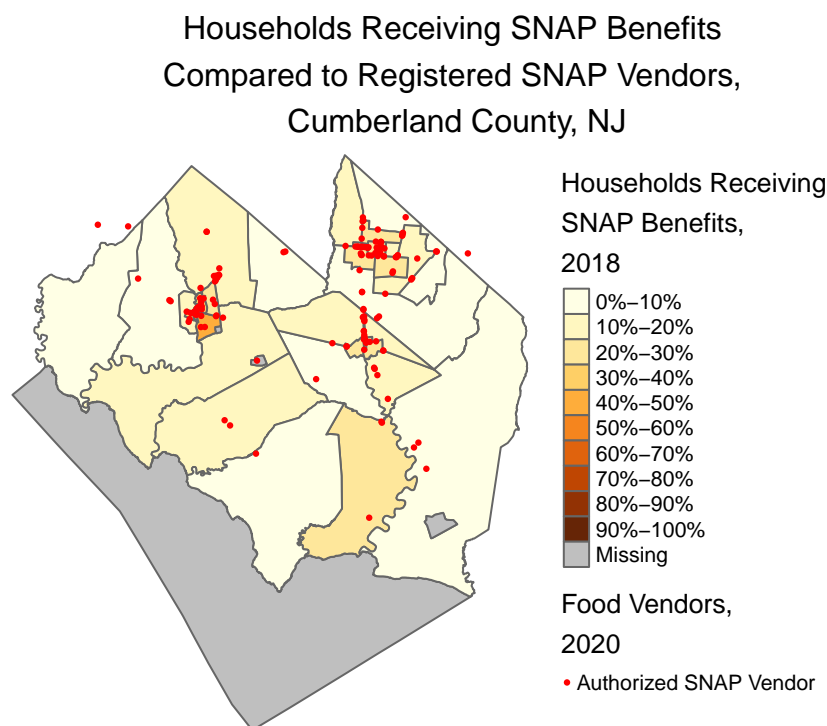 Households Receiving SNAP Benefits
Compared to Registered SNAP Vendors,
Cumberland County, NJ
Households Receiving
SNAP Benefits,
2018
0%−10%
10%−20%
20%−30%
30%−40%
40%−50%
50%−60%
60%−70%
70%−80%
80%−90%
90%−100%
Missing
Food Vendors,
2020
Authorized SNAP Vendor